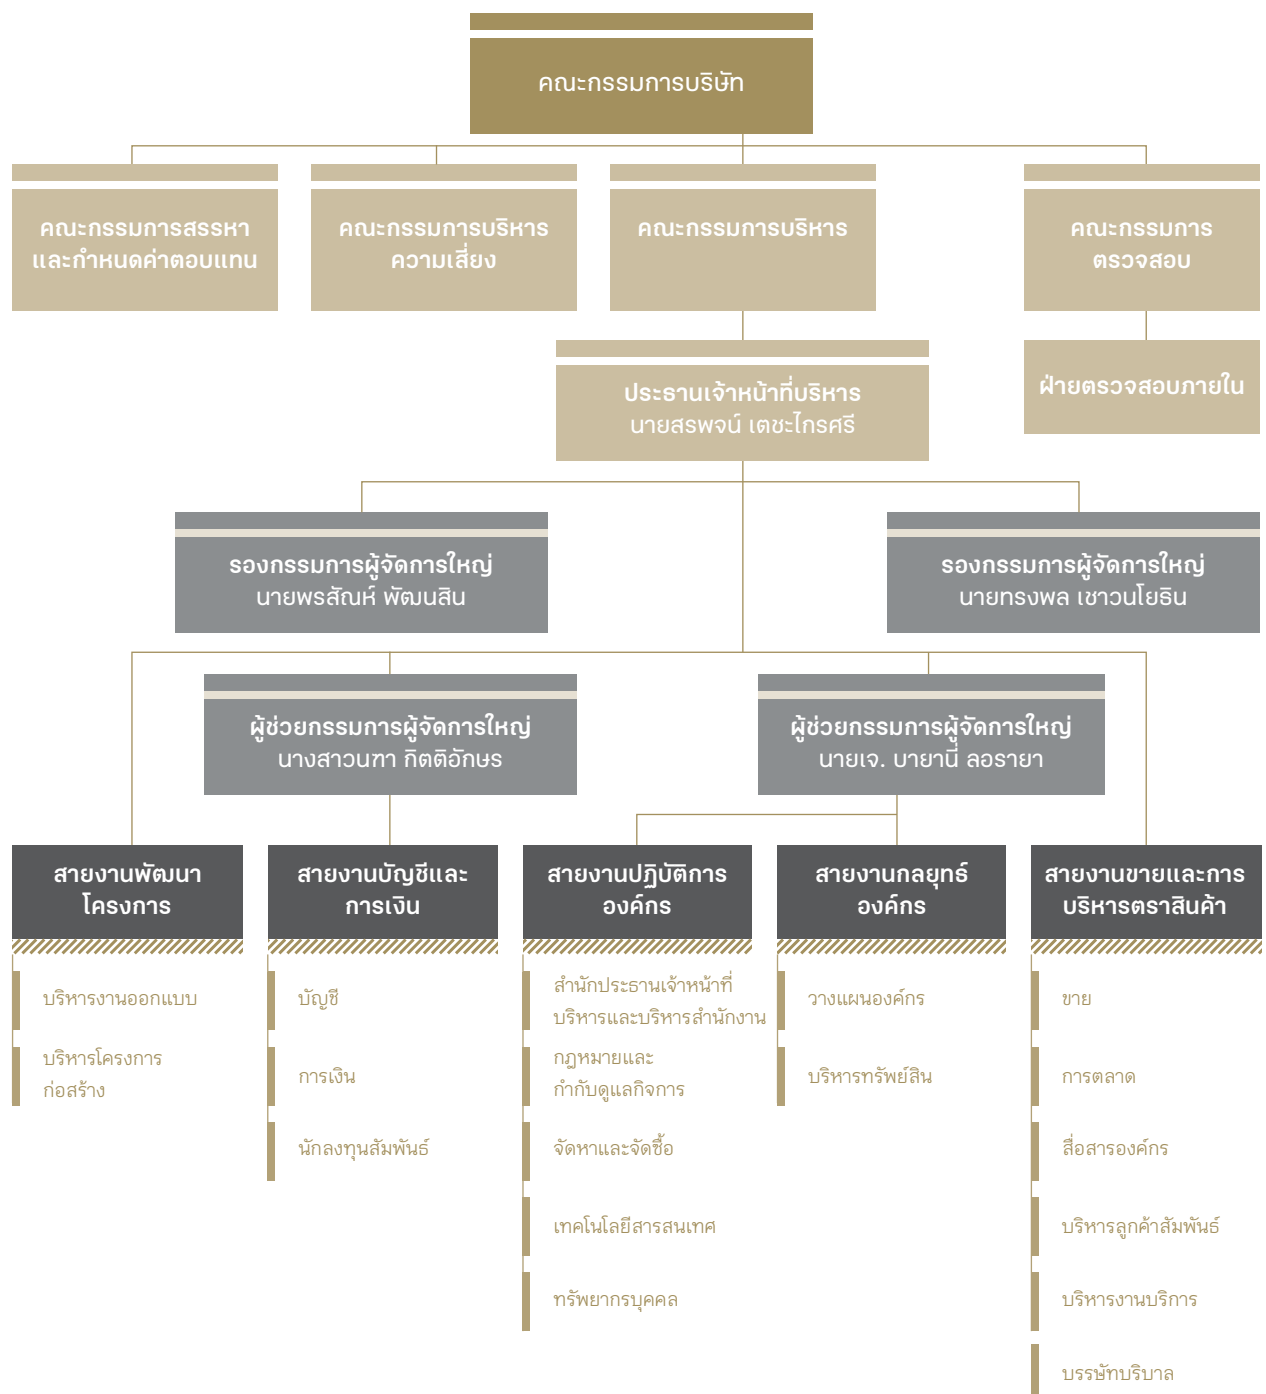 คณะกรรมการบริษัท
คณะกรรมการสรรหา
และกำหนดค่าตอบแทน
คณะกรรมการบริหาร
ความเสี่ยง
คณะกรรมการบริหาร
คณะกรรมการ
ตรวจสอบ
ประธานเจ้าหน้าที่บริหาร
นายสรพจน์ เตชะไกรศรี
ฝ่ายตรวจสอบภายใน
รองกรรมการผู้จัดการใหญ่
นายพรสัณห์ พัฒนสิน
รองกรรมการผู้จัดการใหญ่
นายทรงพล เชาวนโยธิน
ผู้ช่วยกรรมการผู้จัดการใหญ่
นางสาวนฑา กิตติอักษร
ผู้ช่วยกรรมการผู้จัดการใหญ่
นายเจ. บายานี ลอรายา
สายงานพัฒนา
โครงการ
บริหารงานออกแบบ
บริหารโครงการ
ก่อสร้าง
สายงานบัญชีและ
การเงิน
บัญชี
การเงิน
นักลงทุนสัมพันธ์
สายงานปฏิบัติการ
องค์กร
สำนักประธานเจ้าหน้าที่
บริหารและบริหารสำนักงาน
กฎหมายและ
กำกับดูแลกิจการ
จัดหาและจัดซื้อ
เทคโนโลยีสารสนเทศ
ทรัพยากรบุคคล
สายงานกลยุทธ์
องค์กร
วางแผนองค์กร
บริหารทรัพย์สิน
สายงานขายและการ
บริหารตราสินค้า
ขาย
การตลาด
สื่อสารองค์กร
บริหารลูกค้าสัมพันธ์
บริหารงานบริการ
บรรษัทบริบาล